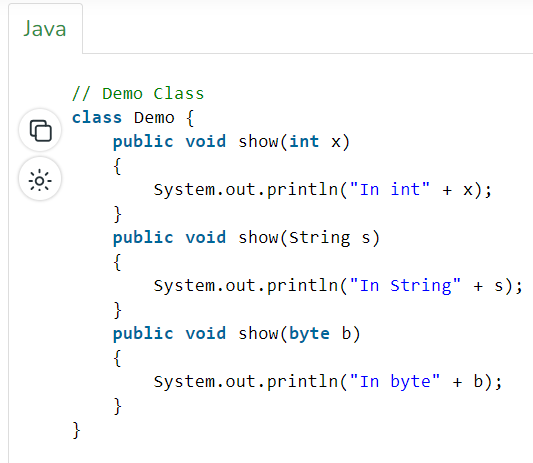 Java
// Demo Class
class Demo {
    public void show(int x)
    {
        System.out.println("In int" + x);
    }
    public void show(String s)
    {
        System.out.println("In String" + s);
    }
    public void show(byte b)
    {
        System.out.println("In byte" + b);
    }
}